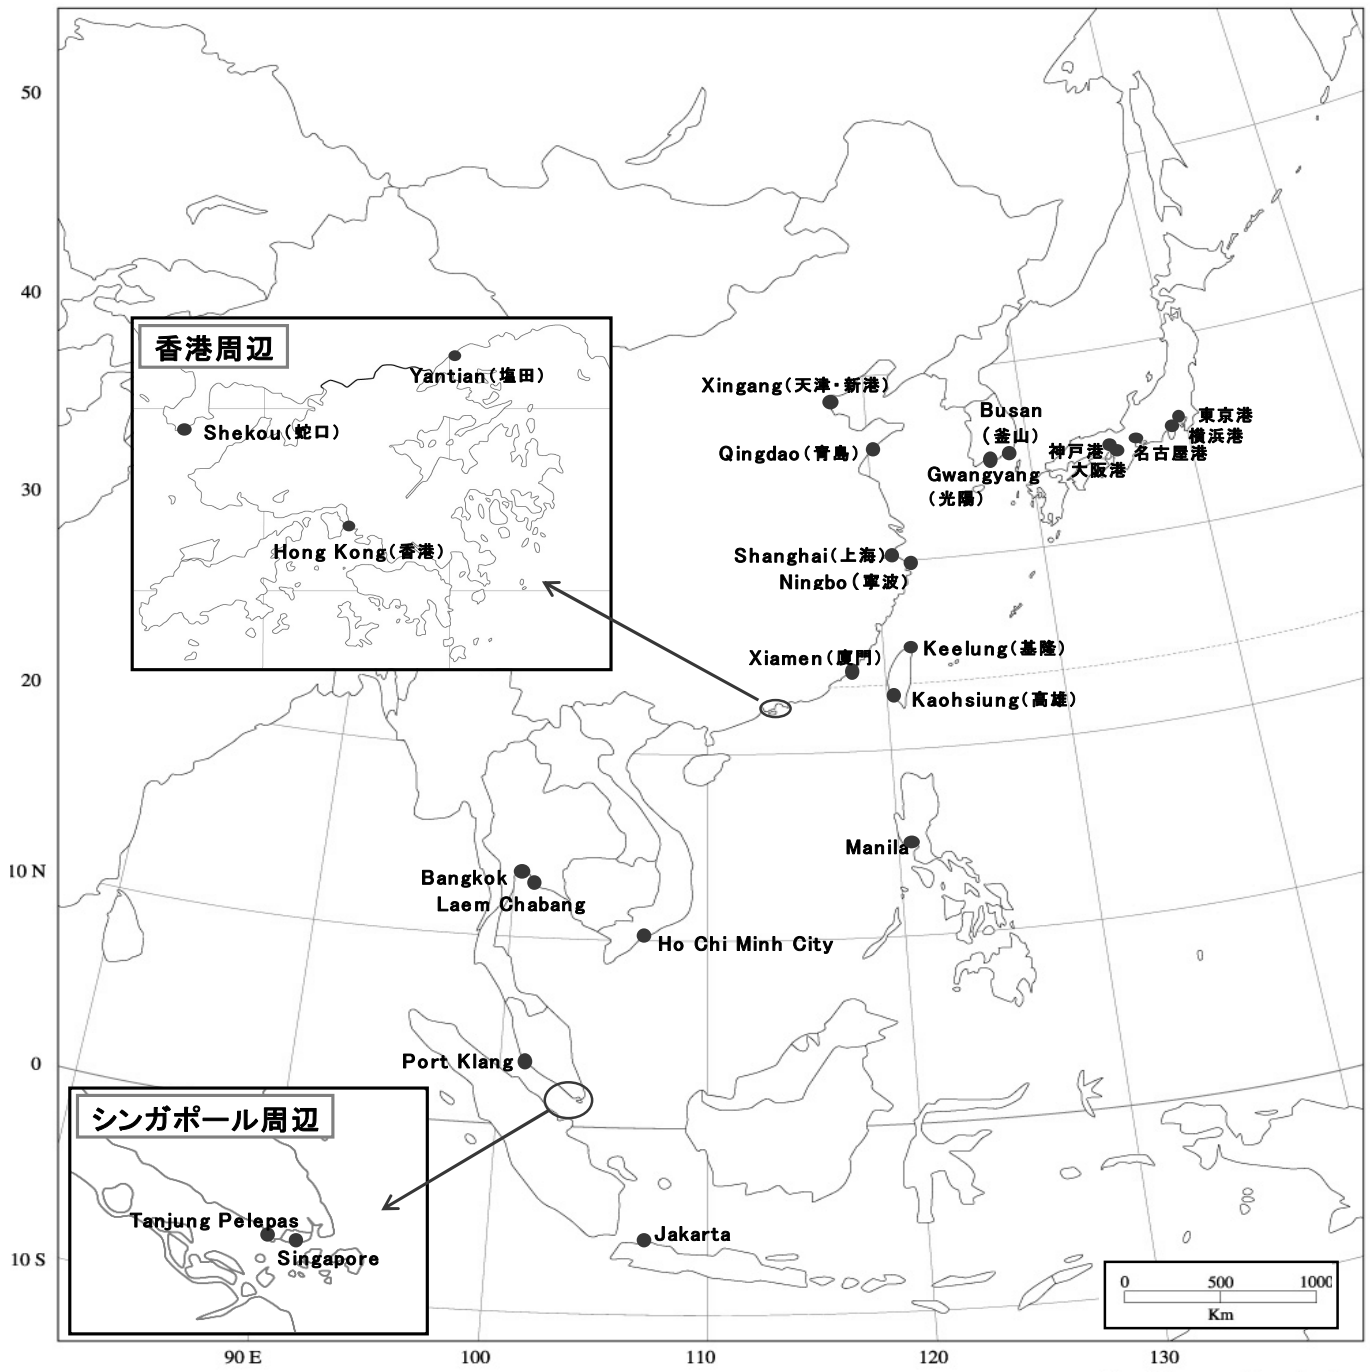 50
40
30
20
10 N
0
10 S
香港周辺
Yantian(塩田)
Shekou(蛇口)
Hong Kong(香港)
Xingang(天津・新港)
Qingdao(青島)
Busan
(釜山)
Gwangyang
(光陽)
東京港
横浜港
神戸港
名古屋港
大阪港
Shanghai(上海)
Ningbo(寧波)
Xiamen(廈門)
Keelung(基隆)
Kaohsiung(高雄)
Manila
Bangkok
Laem Chabang
Ho Chi Minh City
Port Klang
シンガポール周辺
Tanjung Pelepas
Singapore
Jakarta
0 500 1000
Km
90 E 100 110 120 130